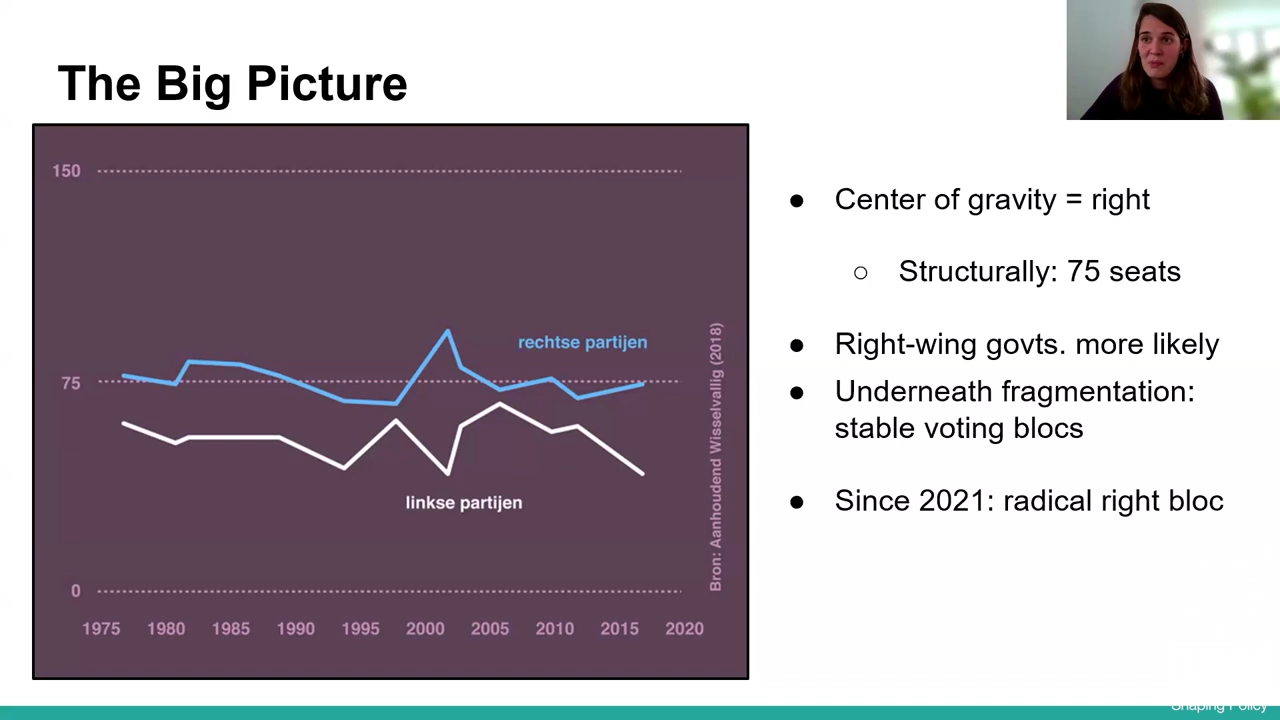 The Big Picture
150
75
0
rechtse partijen
linkse partijen
Bron: Aanhoudend Wisselvallig (2018)
1975 1980 1985 1990 1995 2000 2005 2010 2015 2020
● Center of gravity = right
○ Structurally: 75 seats
● Right-wing govts. more likely
● Underneath fragmentation:
stable voting blocs
● Since 2021: radical right bloc
Shaping Policy